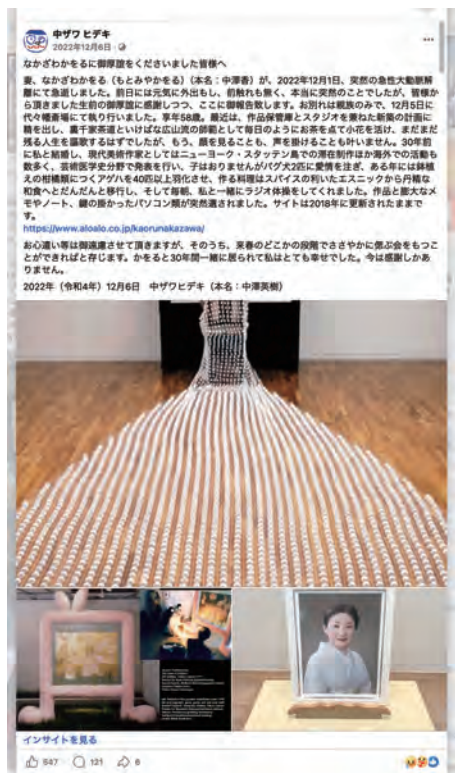 中ザワ ヒデキ
2022年12月6日
なかざわかをるに御厚誼をくださいました皆様へ
妻、なかざわかをる（もとみやかをる）（本名：中澤香）が、2022年12月1日、突然の急性大動脈解
離にて急逝しました。前日には元気に外出もし、前触れも無く、本当に突然のことでしたが、皆様か
ら頂きました生前の御厚誼に感謝しつつ、ここに御報告致します。お別れは親族のみで、12月5日に
代々幡斎場にて執り行いました。享年58歳。最近は、作品保管庫とスタジオを兼ねた新築の計画に
精を出し、裏千家茶道といけばな広山流の師範として毎日のようにお茶を点て小花を活け、まだまだ
残る人生を謳歌するはずでしたが、もう、顔を見ることも、声を掛けることも叶いません。30年前
に私と結婚し、現代美術作家としてはニューヨーク・スタッテン島での滞在制作ほか海外での活動も
数多く、芸術医学史分野で発表を行い、子はおりませんがパグ犬2匹に愛情を注ぎ、ある年には鉢植
えの柑橘類につくアゲハを40匹以上羽化させ、作る料理はスパイスの利いたエスニックから丹精な
和食へとだんだんと移行し、そして毎朝、私と一緒にラジオ体操をしてくれました。作品と膨大なメ
モやノート、鍵の掛かったパソコン類が突然遺されました。サイトは2018年に更新されたままで
す。
https://www.aloalo.co.jp/kaorunakazawa/
お心遣い等は御遠慮させて頂きますが、そのうち、来春のどこかの段階でささやかに偲ぶ会をもつこ
とができればと存じます。かをると30年間一緒に居られて私はとても幸せでした。今は感謝しかあ
りません。
2022年（令和4年）12月6日　中ザワヒデキ（本名：中澤英樹）
インサイトを見る
547 121 6